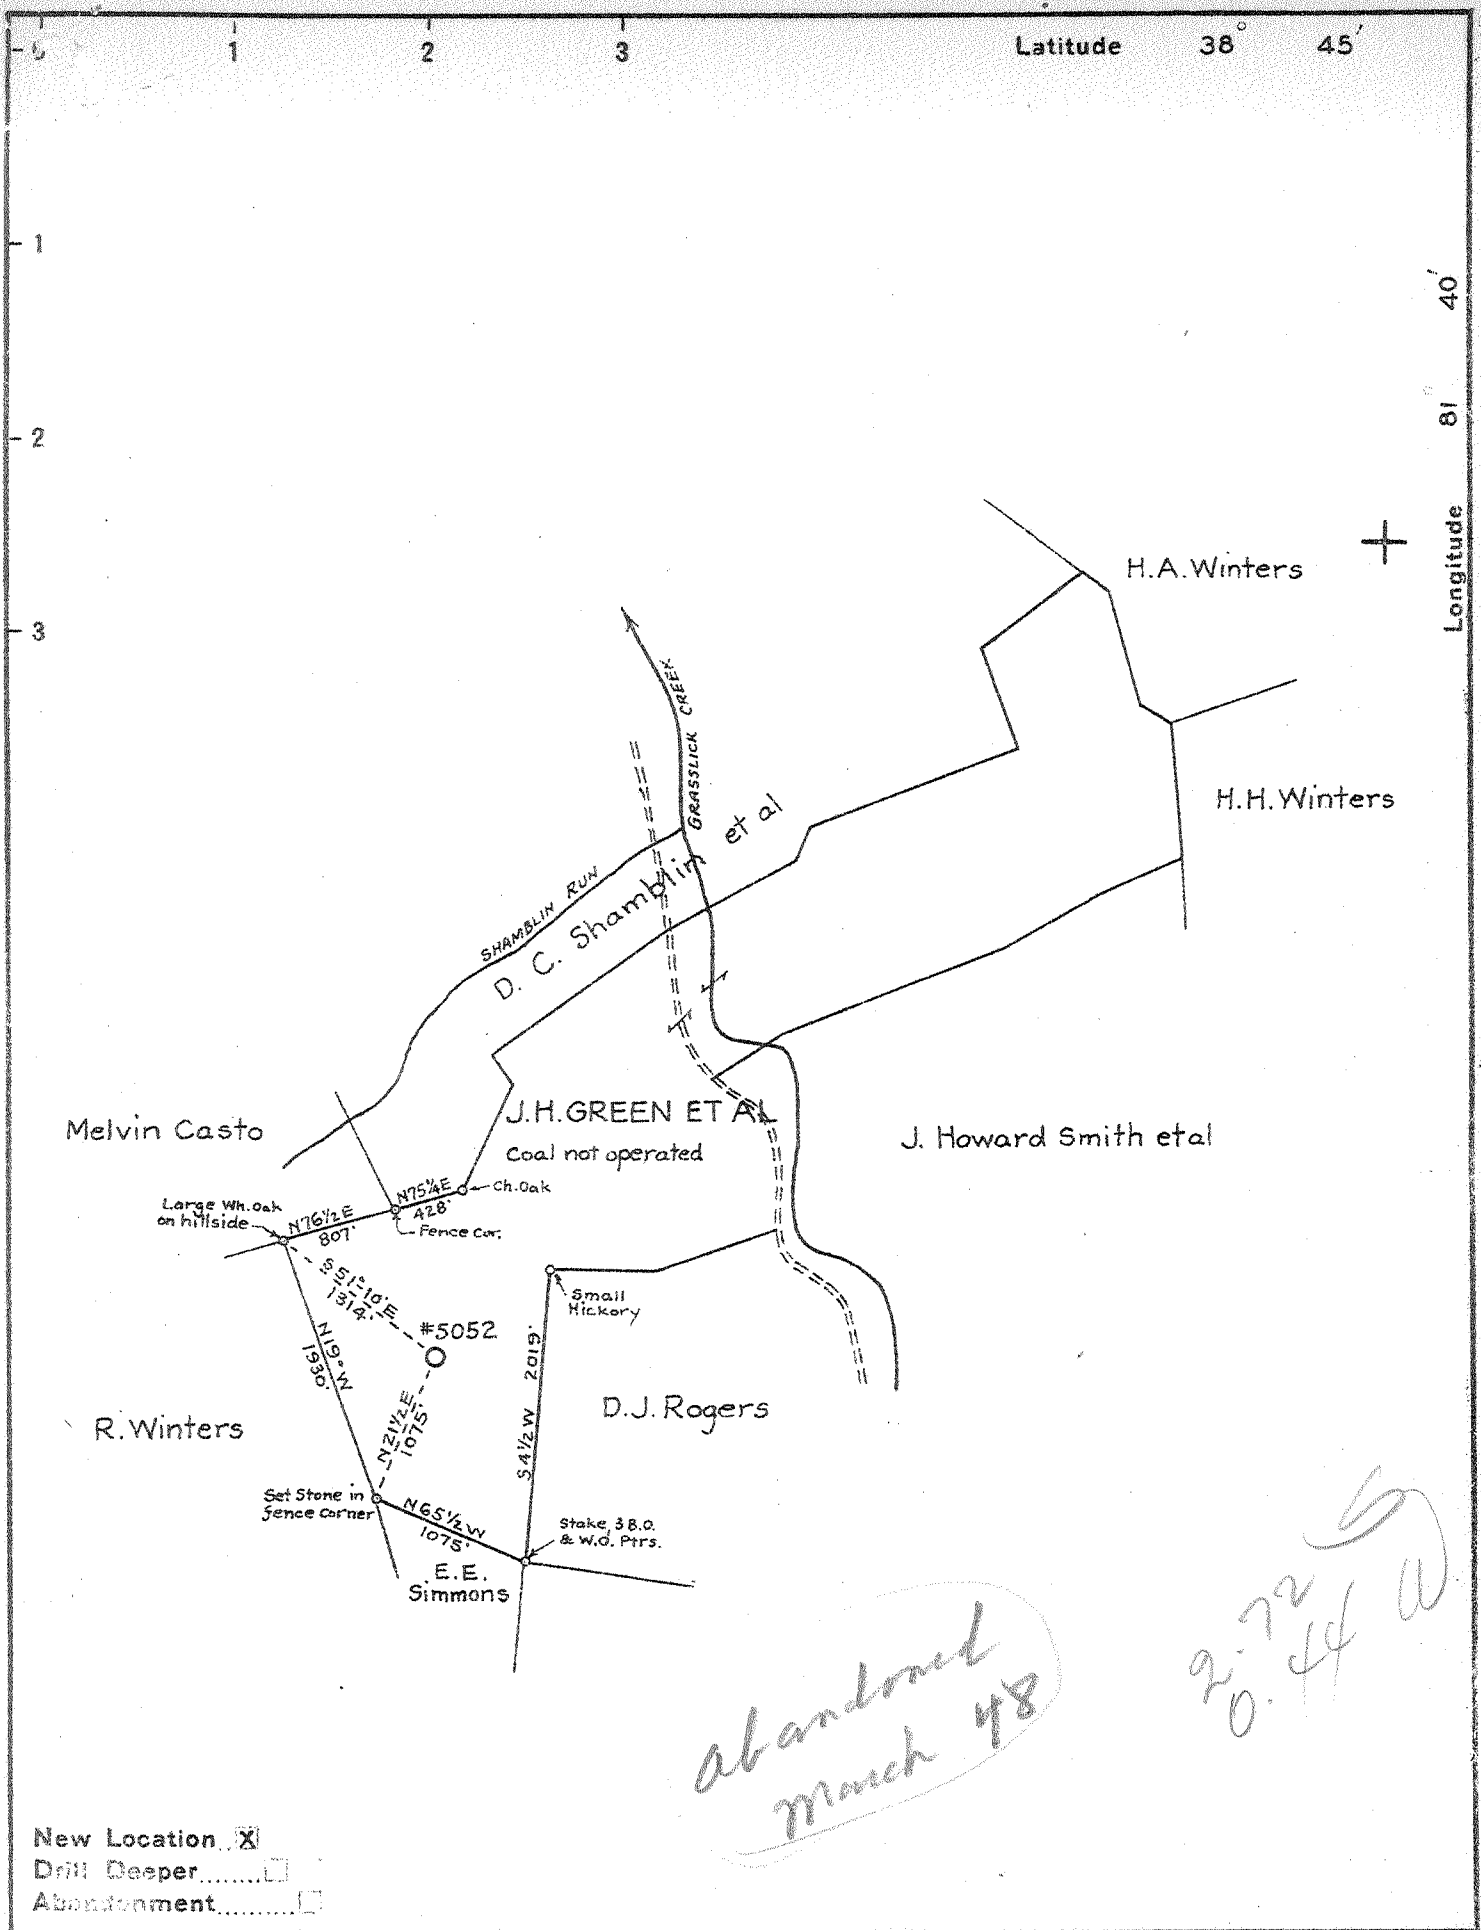 0 1 2 3 Latitude 38° 45'
1
2
3
Longitude 81° 40'
H.A.Winters
H.H.Winters
GRASSLICK CREEK
SHAMBLIN RUN
D. C. Shamblin et al
Melvin Casto
J.H.GREEN ET AL
Coal not operated
J. Howard Smith et al
Large Wh. Oak
on hillside
N76½E
807'
N75¼E
428'
Ch. Oak
Fence Cor.
S 51°-10' E
1314'
Small
Hickory
#5052
N19°W
1930'
S4½W 2019'
N21½E
1075'
R. Winters
D.J. Rogers
Set Stone in
fence corner
N65½W
1075'
Stake, 3 B.O.
& W.O. Ptrs.
E.E.
Simmons
Abandoned
March 48
2.72 S
0.44 W
New Location..X
Drill Deeper........
Abandonment..........